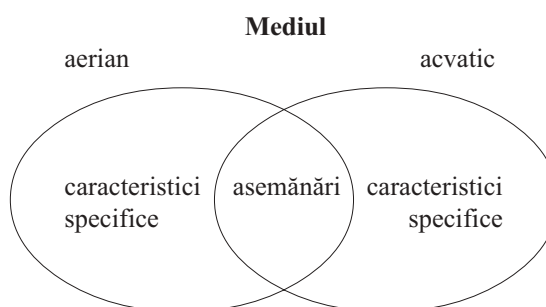 Mediul
aerian
acvatic
caracteristici
specifice
asemănări
caracteristici
specifice